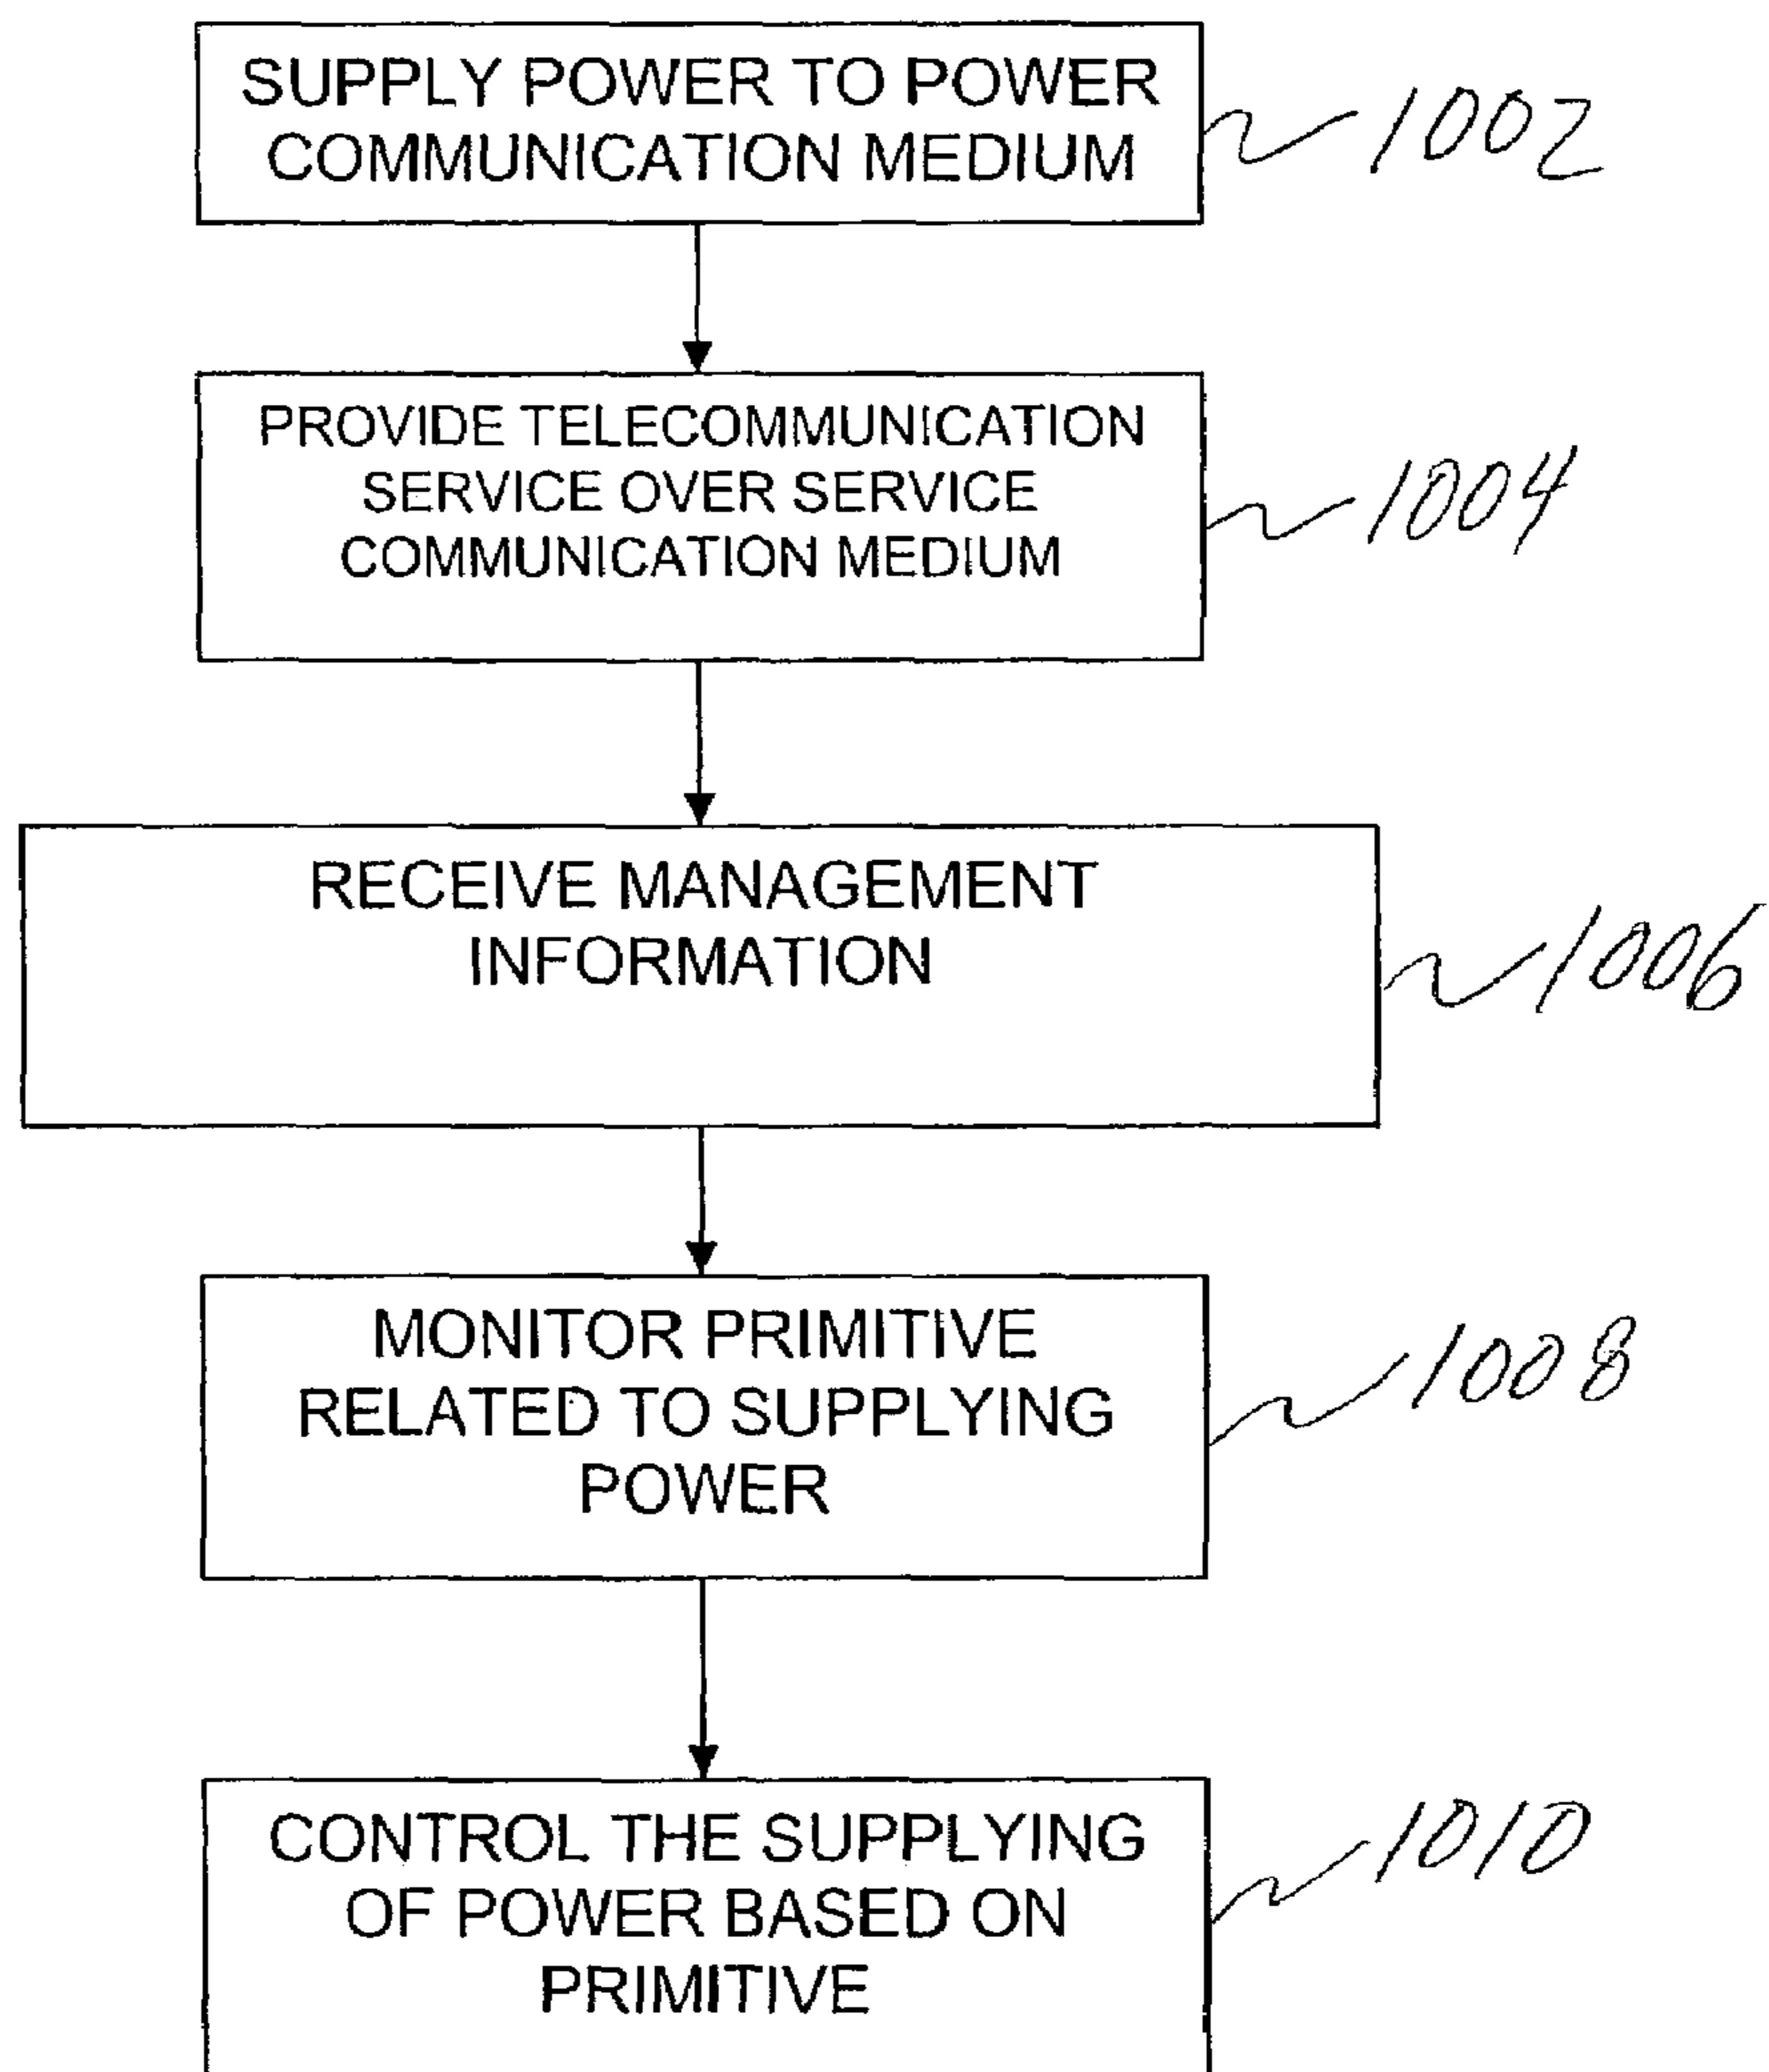 SUPPLY POWER TO POWER
COMMUNICATION MEDIUM
1002
PROVIDE TELECOMMUNICATION
SERVICE OVER SERVICE
COMMUNICATION MEDIUM
1004
RECEIVE MANAGEMENT
INFORMATION
1006
MONITOR PRIMITIVE
RELATED TO SUPPLYING
POWER
1008
CONTROL THE SUPPLYING
OF POWER BASED ON
PRIMITIVE
1010